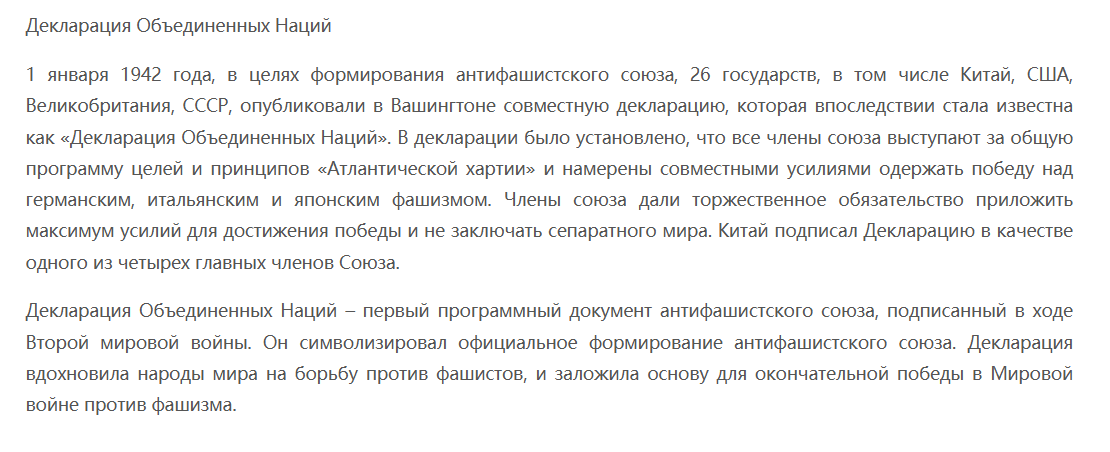 Декларация Объединенных Наций
1 января 1942 года, в целях формирования антифашистского союза, 26 государств, в том числе Китай, США,
Великобритания, СССР, опубликовали в Вашингтоне совместную декларацию, которая впоследствии стала известна
как «Декларация Объединенных Наций». В декларации было установлено, что все члены союза выступают за общую
программу целей и принципов «Атлантической хартии» и намерены совместными усилиями одержать победу над
германским, итальянским и японским фашизмом. Члены союза дали торжественное обязательство приложить
максимум усилий для достижения победы и не заключать сепаратного мира. Китай подписал Декларацию в качестве
одного из четырех главных членов Союза.
Декларация Объединенных Наций – первый программный документ антифашистского союза, подписанный в ходе
Второй мировой войны. Он символизировал официальное формирование антифашистского союза. Декларация
вдохновила народы мира на борьбу против фашистов, и заложила основу для окончательной победы в Мировой
войне против фашизма.